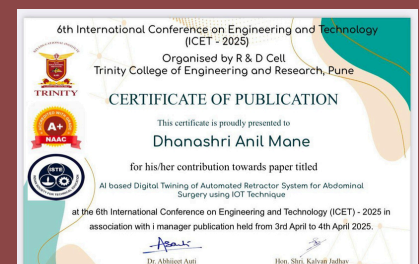 6th International Conference on Engineering and Technology
(ICET - 2025)
Organised by R & D Cell
Trinity College of Engineering and Research, Pune
TRINITY
CERTIFICATE OF PUBLICATION
This certificate is proudly presented to
A+
NAAC
Dhanashri Anil Mane
for his/her contribution towards paper titled
ISTE
AI based Digital Twining of Automated Retractor System for Abdominal
Surgery using IOT Technique
at the 6th International Conference on Engineering and Technology (ICET) - 2025 in
association with i manager publication held from 3rd April to 4th April 2025.
Dr. Abhijeet Auti
Hon. Shri. Kalyan Jadhav